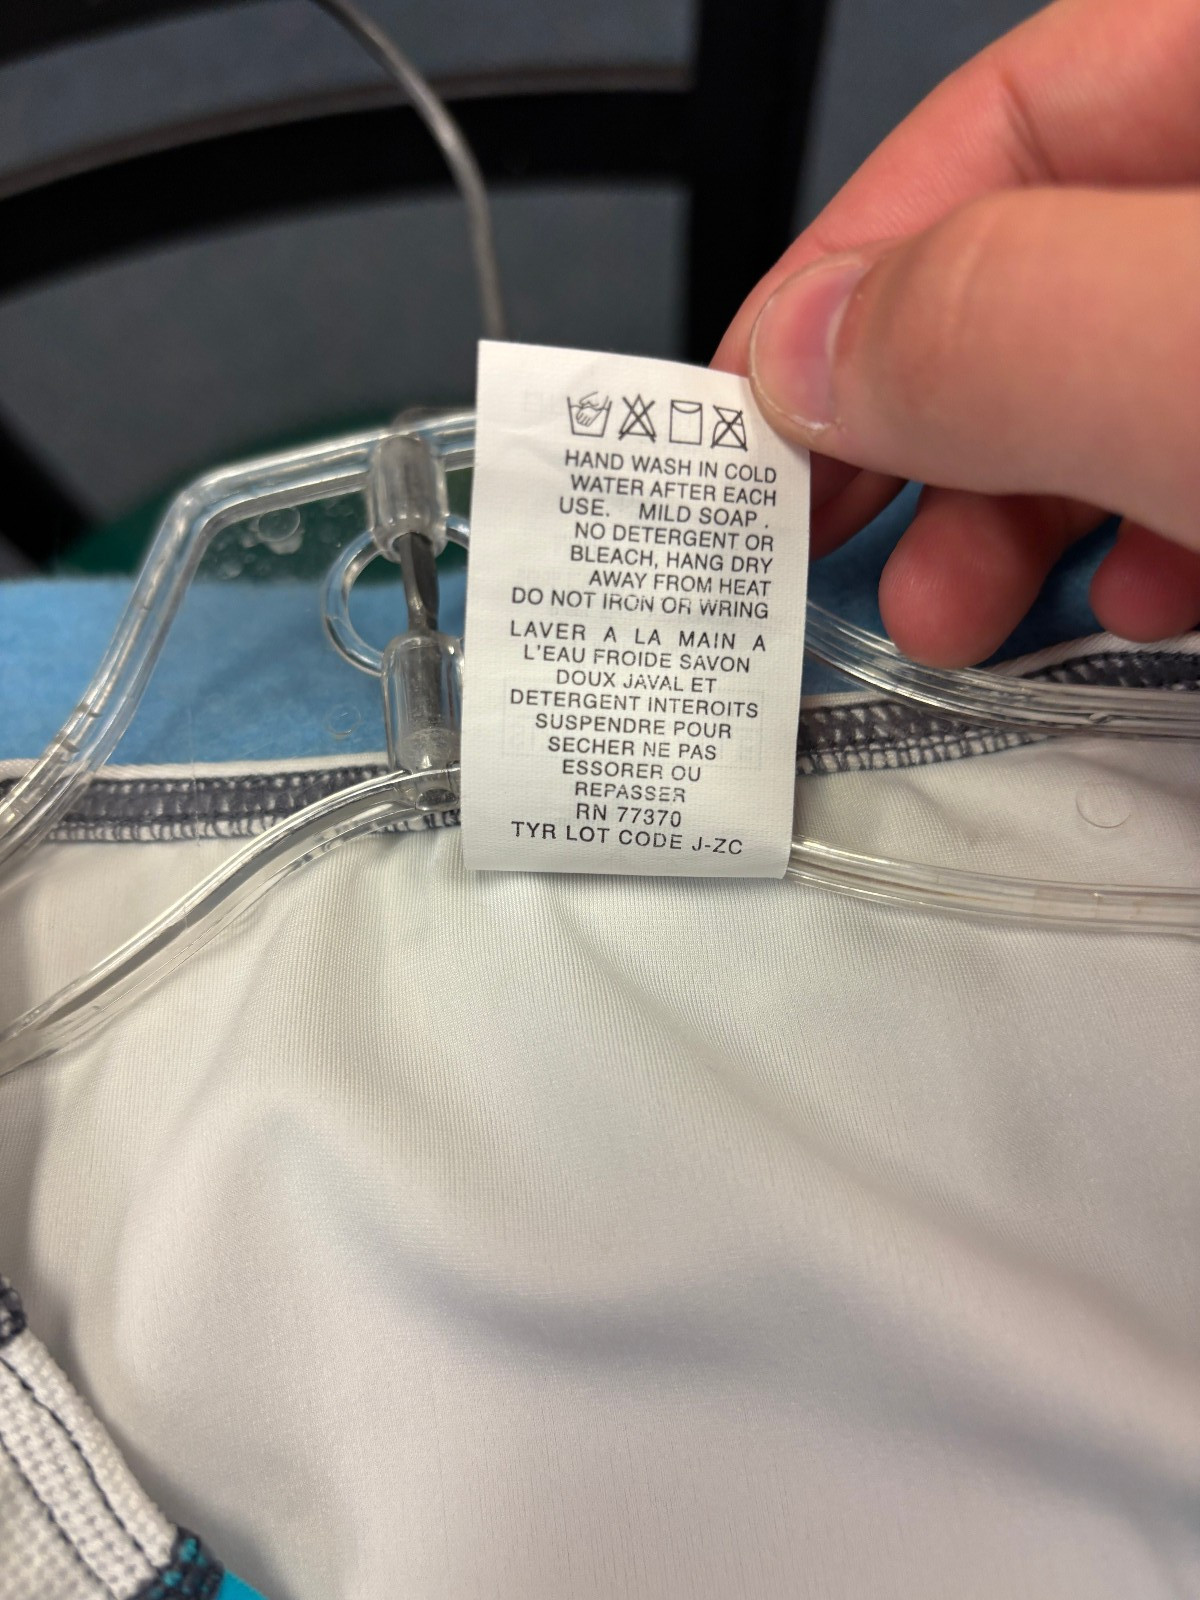 HAND WASH IN COLD
WATER AFTER EACH
USE. MILD SOAP .
NO DETERGENT OR
BLEACH, HANG DRY
AWAY FROM HEAT
DO NOT IRON OR WRING
LAVER A LA MAIN A
L'EAU FROIDE SAVON
DOUX JAVAL ET
DETERGENT INTEROITS
SUSPENDRE POUR
SECHER NE PAS
ESSORER OU
REPASSER
RN 77370
TYR LOT CODE J-ZC